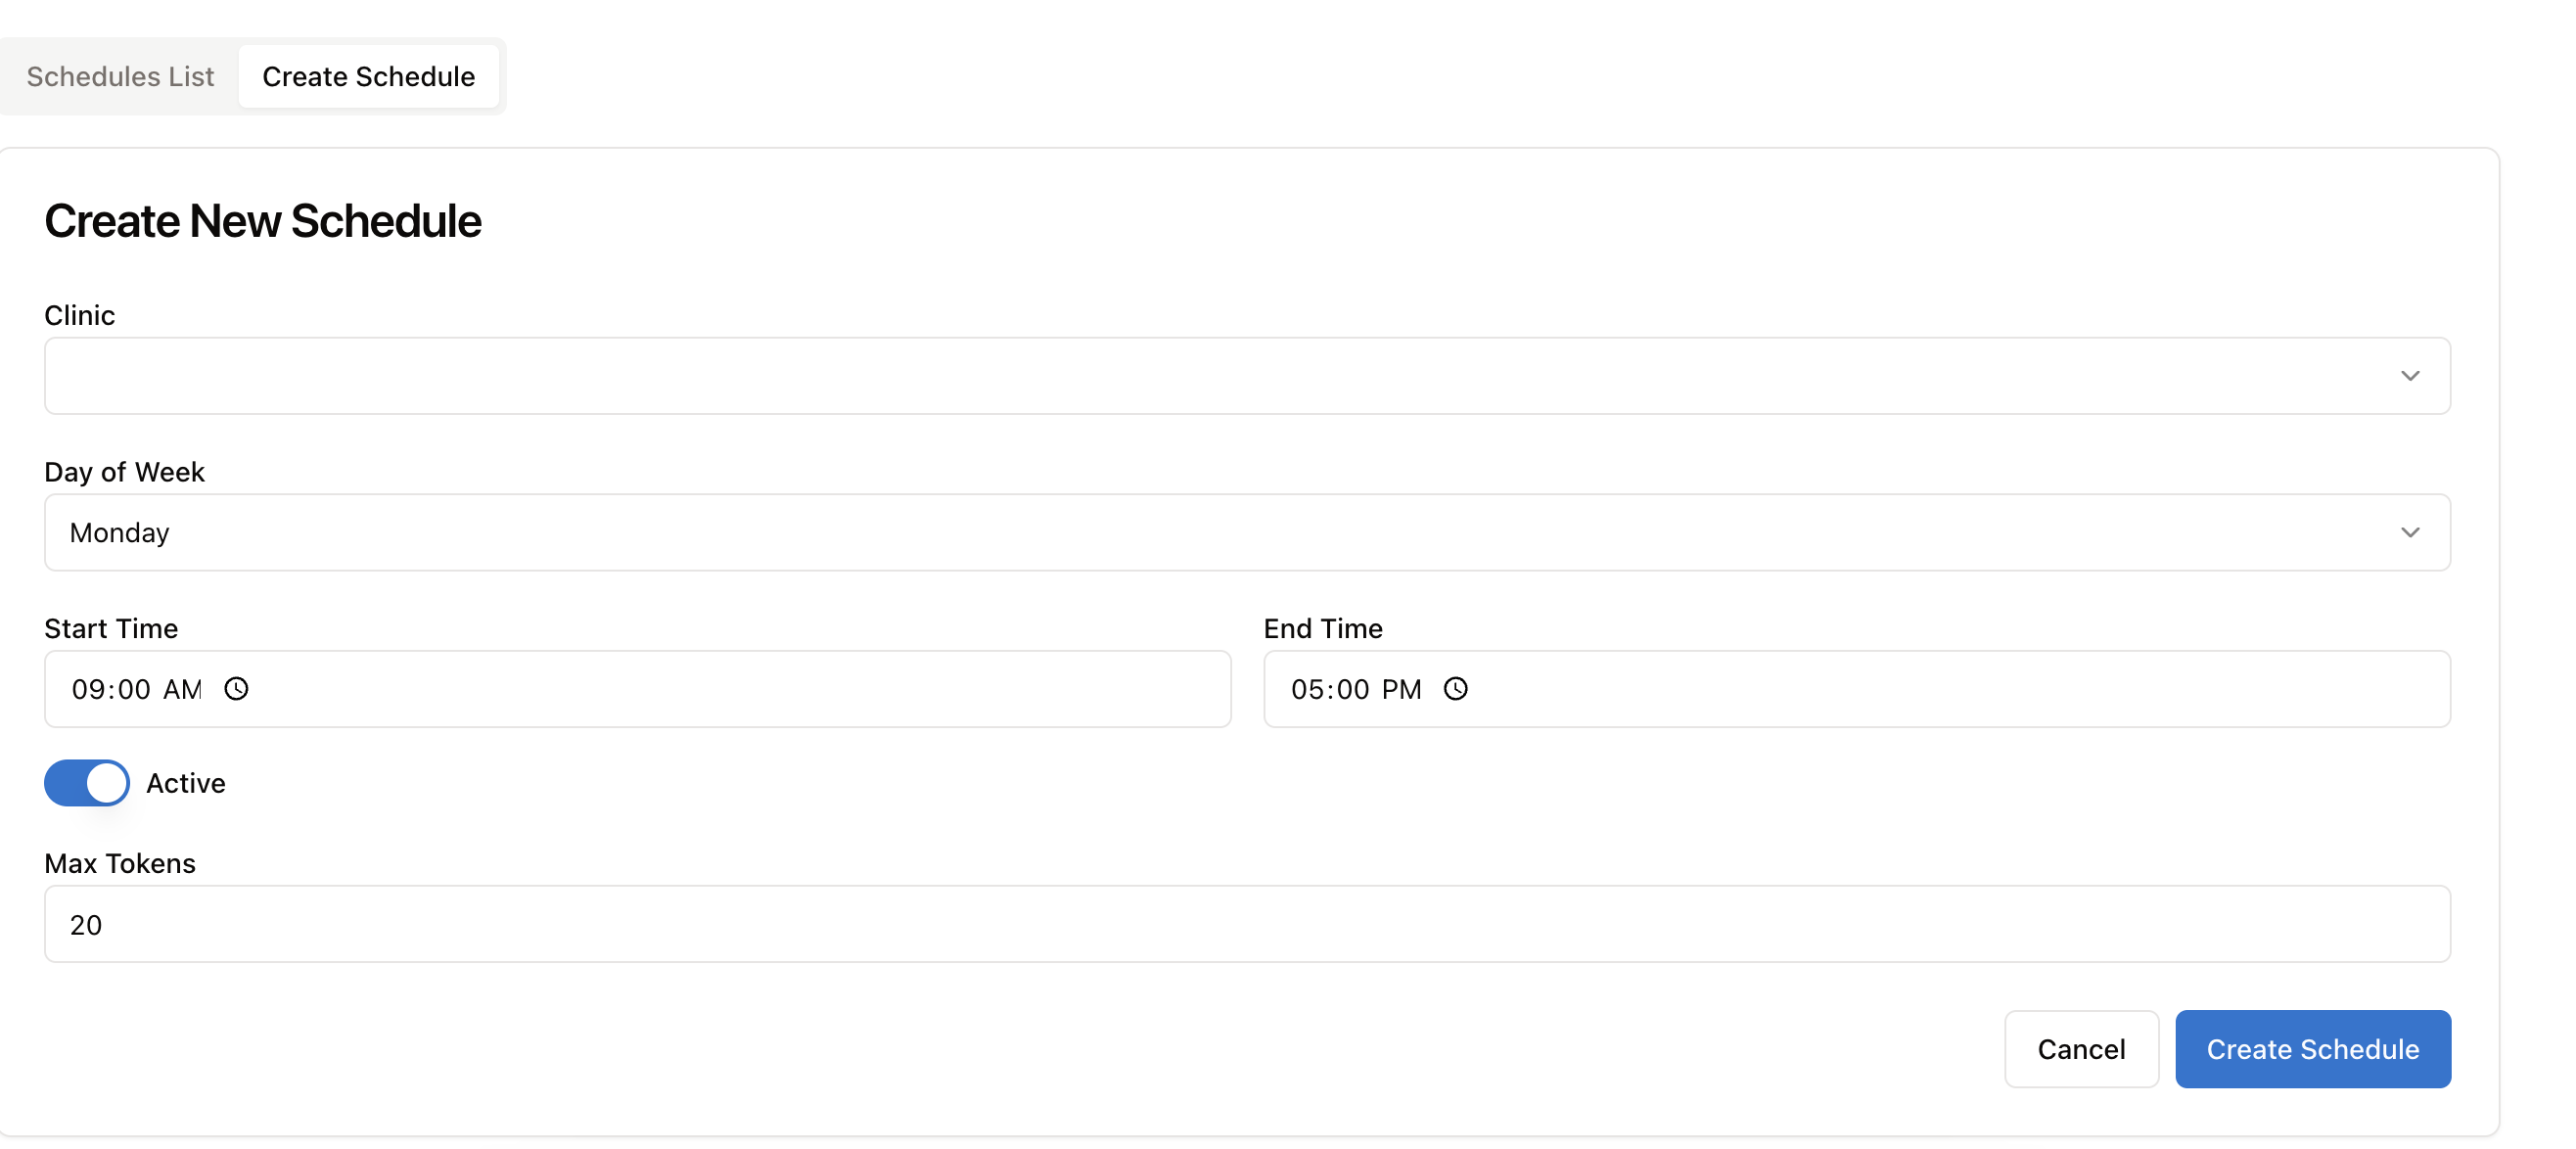 Schedules List
Create Schedule
Create New Schedule
Clinic
Day of Week
Monday
Start Time
End Time
09:00 AM
05:00 PM
Active
Max Tokens
20
Cancel
Create Schedule